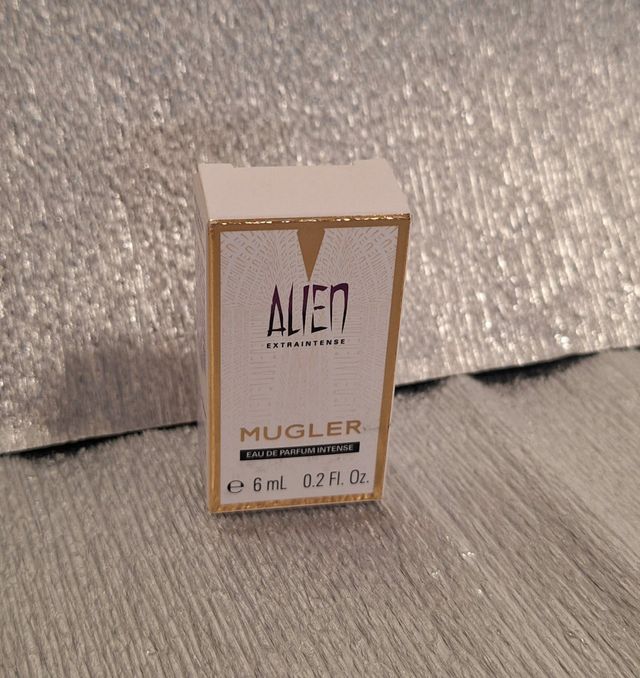 ALIEN
EXTRAINTENSE
MUGLER
EAU DE PARFUM INTENSE
℮ 6 mL 0.2 Fl. Oz.